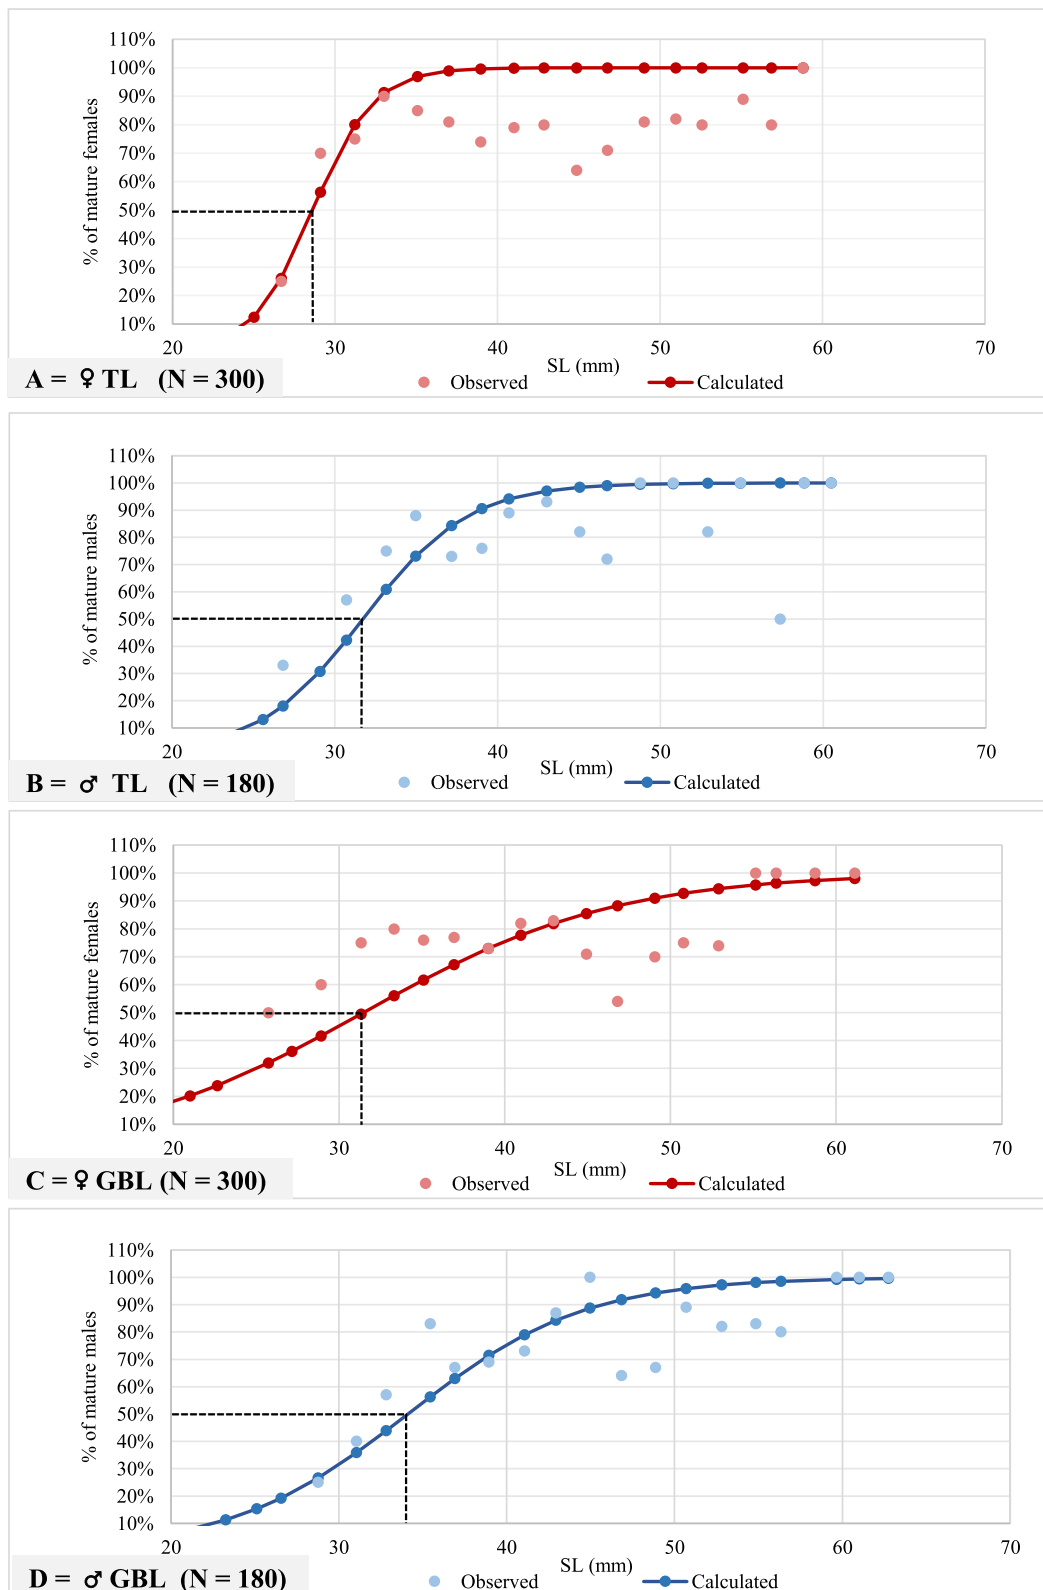 110%
100%
90%
80%
70%
60%
50%
40%
30%
20%
10%
% of mature females
20 30 40 50 60 70
SL (mm)
A = ♀ TL (N = 300)
Observed Calculated
110%
100%
90%
80%
70%
60%
50%
40%
30%
20%
10%
% of mature males
20 30 40 50 60 70
SL (mm)
B = ♂ TL (N = 180)
Observed Calculated
110%
100%
90%
80%
70%
60%
50%
40%
30%
20%
10%
% of mature females
20 30 40 50 60 70
SL (mm)
C = ♀ GBL (N = 300)
Observed Calculated
110%
100%
90%
80%
70%
60%
50%
40%
30%
20%
10%
% of mature males
20 30 40 50 60 70
SL (mm)
D = ♂ GBL (N = 180)
Observed Calculated